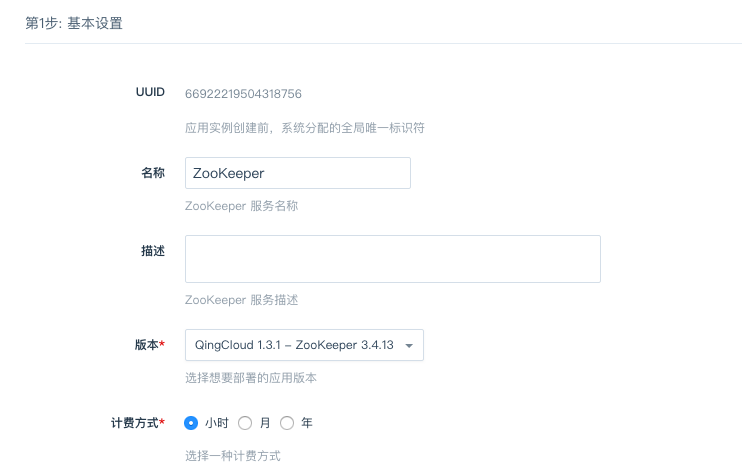 第1步: 基本设置
UUID 66922219504318756
应用实例创建前，系统分配的全局唯一标识符
名称 ZooKeeper
ZooKeeper 服务名称
描述
ZooKeeper 服务描述
版本* QingCloud 1.3.1 - ZooKeeper 3.4.13
选择想要部署的应用版本
计费方式* 小时 月 年
选择一种计费方式